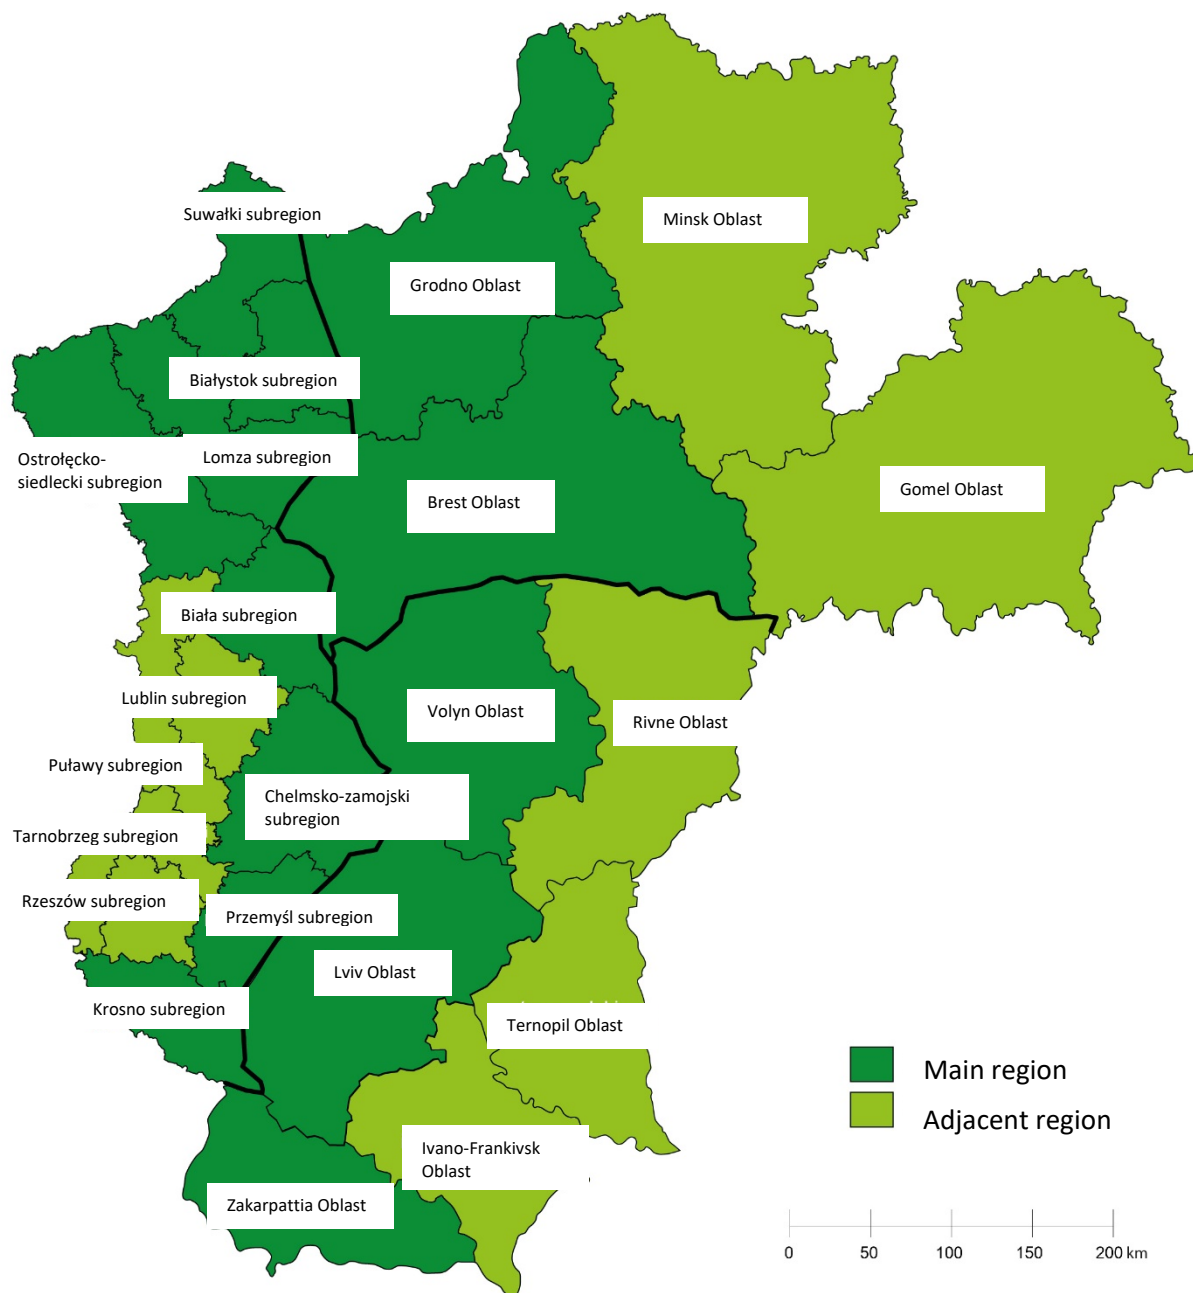 Suwałki subregion
Minsk Oblast
Grodno Oblast
Białystok subregion
Lomza subregion
Ostrołęcko-
siedlecki subregion
Brest Oblast
Gomel Oblast
Biała subregion
Lublin subregion
Volyn Oblast
Rivne Oblast
Puławy subregion
Chelmsko-zamojski
subregion
Tarnobrzeg subregion
Rzeszów subregion
Przemyśl subregion
Lviv Oblast
Krosno subregion
Ternopil Oblast
Main region
Adjacent region
Ivano-Frankivsk
Oblast
Zakarpattia Oblast
0 50 100 150 200 km